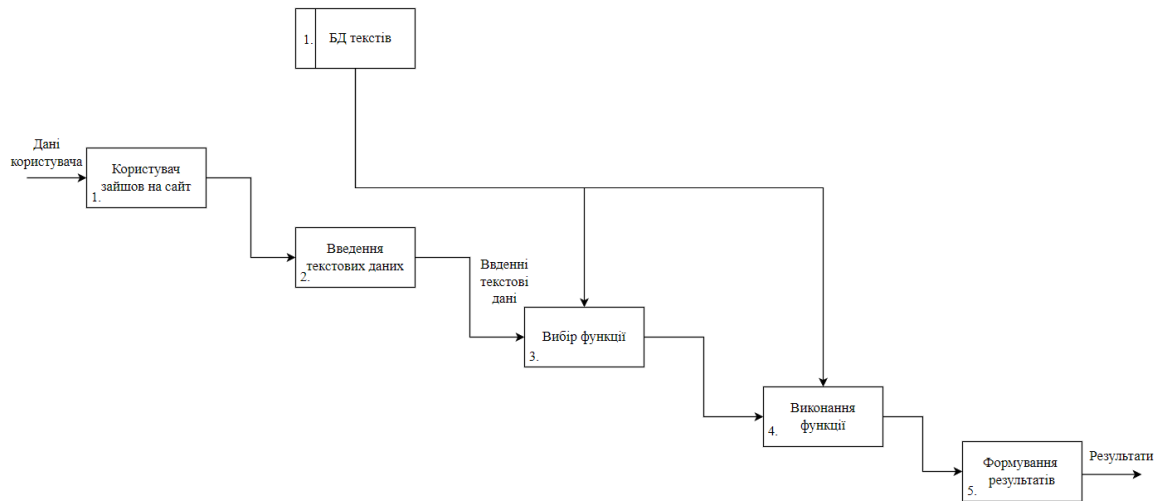 1.
БД текстів
Дані
користувача
Користувач
зайшов на сайт
1.
Введення
текстових даних
2.
Ввденні
текстові
дані
Вибір функції
3.
Виконання
функції
4.
Формування
результатів
5.
Результати